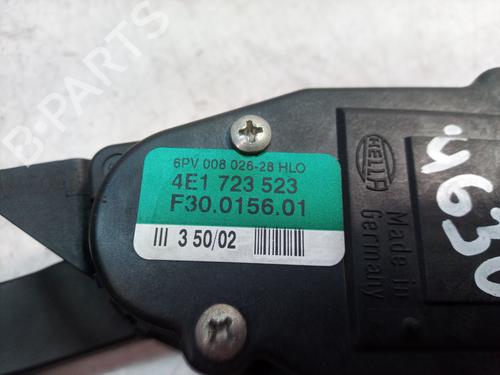 B-PARTS
6PV 008 026-28 HLO
4E1 723 523
F30.0156.01
III 3 50/02
HELLA
Made in
Germany
4630